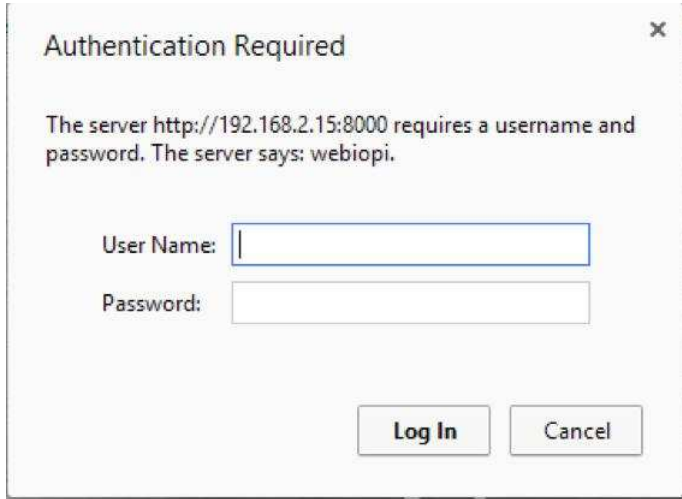 Authentication Required
The server http://192.168.2.15:8000 requires a username and
password. The server says: webiopi.
User Name:
Password:
Log In
Cancel